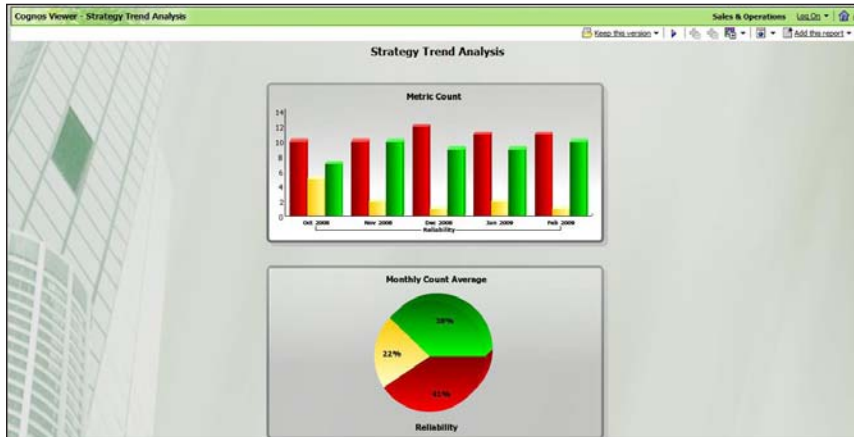 Cognos Viewer - Strategy Trend Analysis
Sales & Operations Log On
Keep this version Add this report
Strategy Trend Analysis
Metric Count
14
12
10
8
6
4
2
0
Oct 2008 Nov 2008 Dec 2008 Jan 2009 Feb 2009
Reliability
Monthly Count Average
38%
22%
41%
Reliability